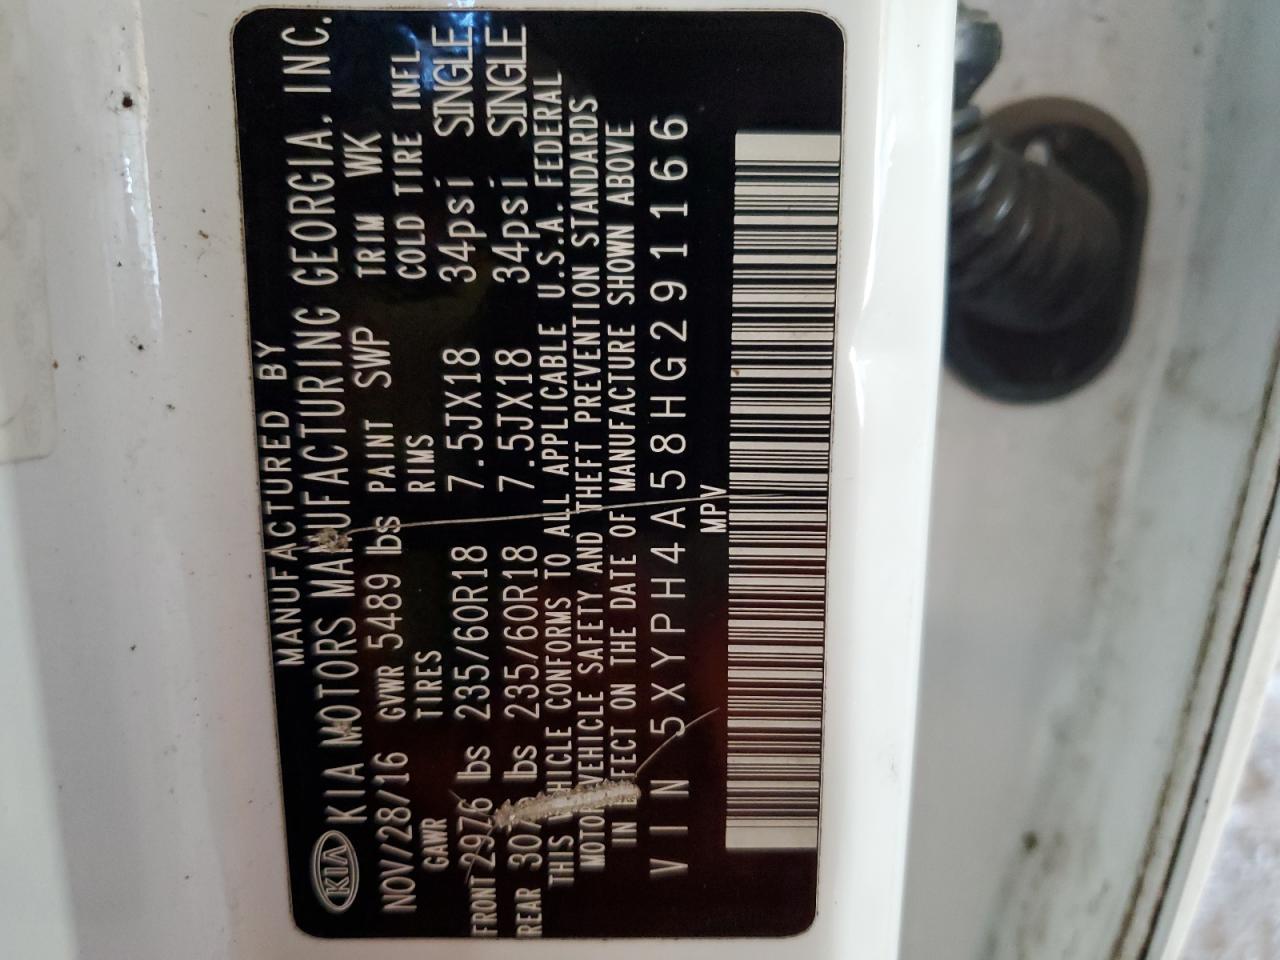 KIA KIA MOTORS MANUFACTURING GEORGIA, INC.
MANUFACTURED BY
NOV/28/16 GVWR 5489 lbs PAINT SWP TRIM WK
GAWR TIRES RIMS COLD TIRE INFL
FRONT 2976 lbs 235/60R18 7.5JX18 34psi SINGLE
REAR lbs 235/60R18 7.5JX18 34psi SINGLE
THIS VEHICLE CONFORMS TO ALL APPLICABLE U.S.A. FEDERAL
MOTOR VEHICLE SAFETY AND THEFT PREVENTION STANDARDS
IN EFFECT ON THE DATE OF MANUFACTURE SHOWN ABOVE
VIN 5XYPH4A58HG291166
MPV